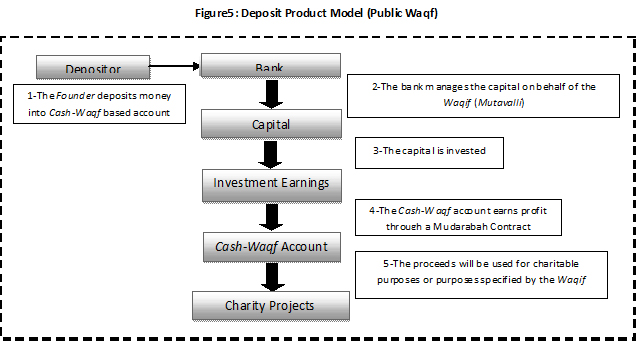 Figure5: Deposit Product Model (Public Waqf)
Depositor
Bank
1-The Founder deposits money
into Cash-Waqf based account
2-The bank manages the capital on behalf of the
Waqif (Mutavalli)
Capital
3-The capital is invested
Investment Earnings
4-The Cash-Waqf account earns profit
through a Mudarabah Contract
Cash-Waqf Account
5-The proceeds will be used for charitable
purposes or purposes specified by the Waqif
Charity Projects